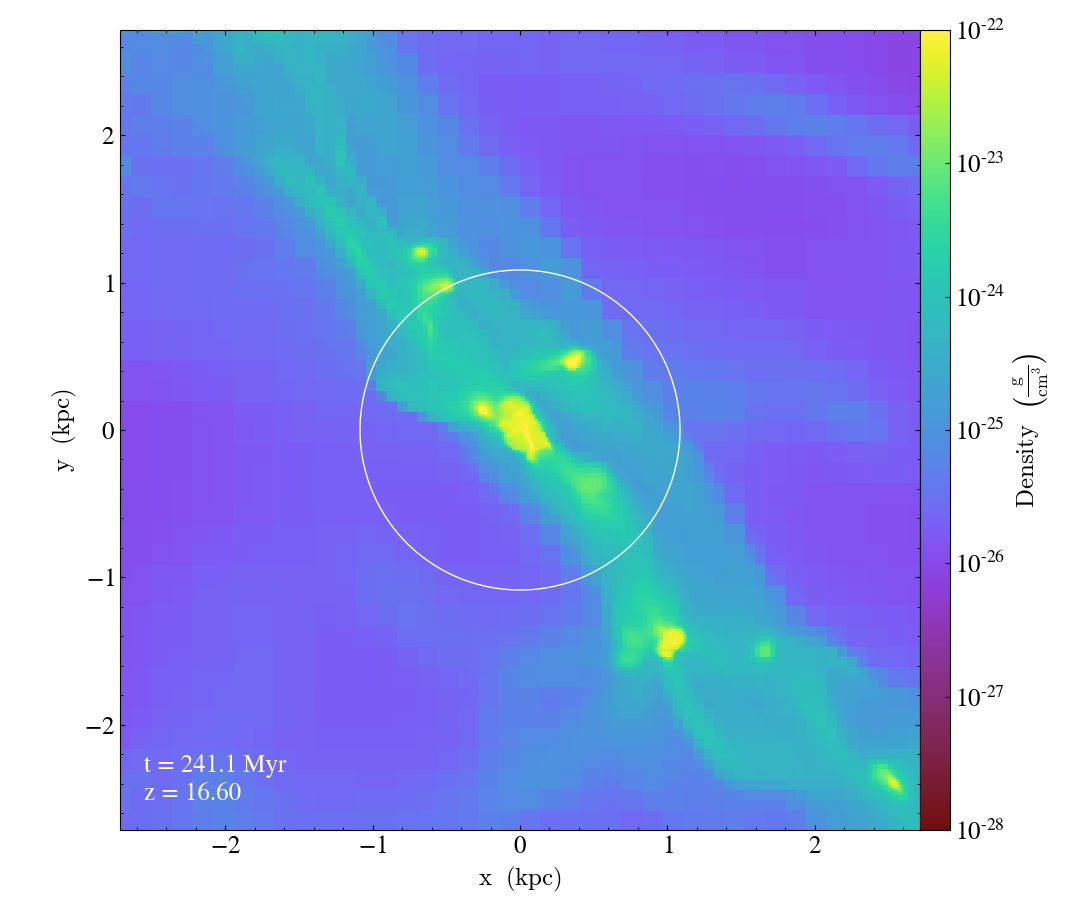 10^-22
10^-23
10^-24
10^-25
10^-26
10^-27
10^-28
Density (g/cm^3)
2
1
0
−1
−2
y (kpc)
t = 241.1 Myr
z = 16.60
−2 −1 0 1 2
x (kpc)